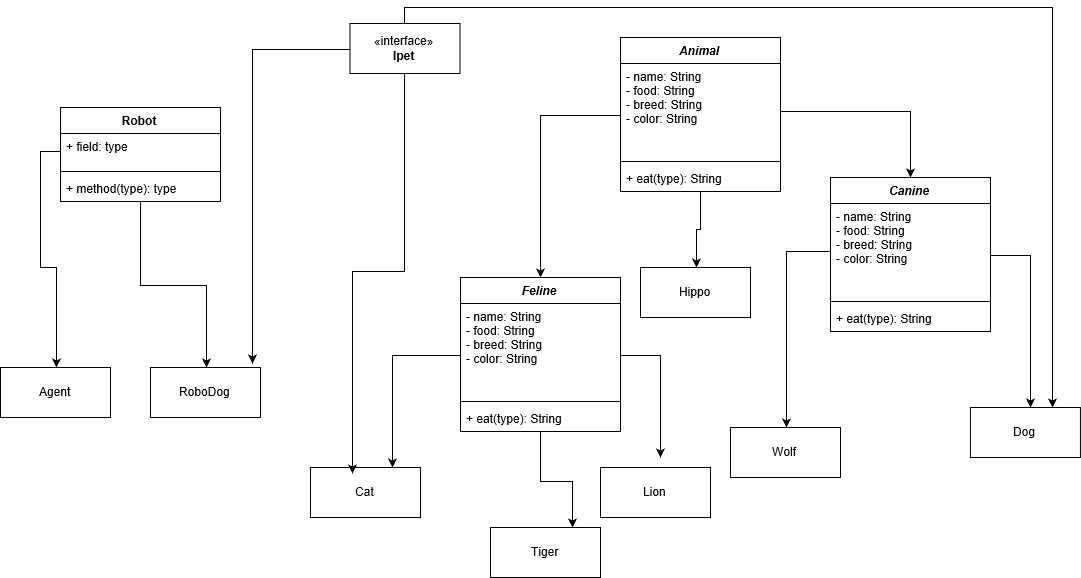 «interface»
Ipet
Animal
- name: String
- food: String
- breed: String
- color: String
+ eat(type): String
Robot
+ field: type
+ method(type): type
Canine
- name: String
- food: String
- breed: String
- color: String
+ eat(type): String
Feline
- name: String
- food: String
- breed: String
- color: String
+ eat(type): String
Hippo
Agent
RoboDog
Wolf
Dog
Cat
Lion
Tiger